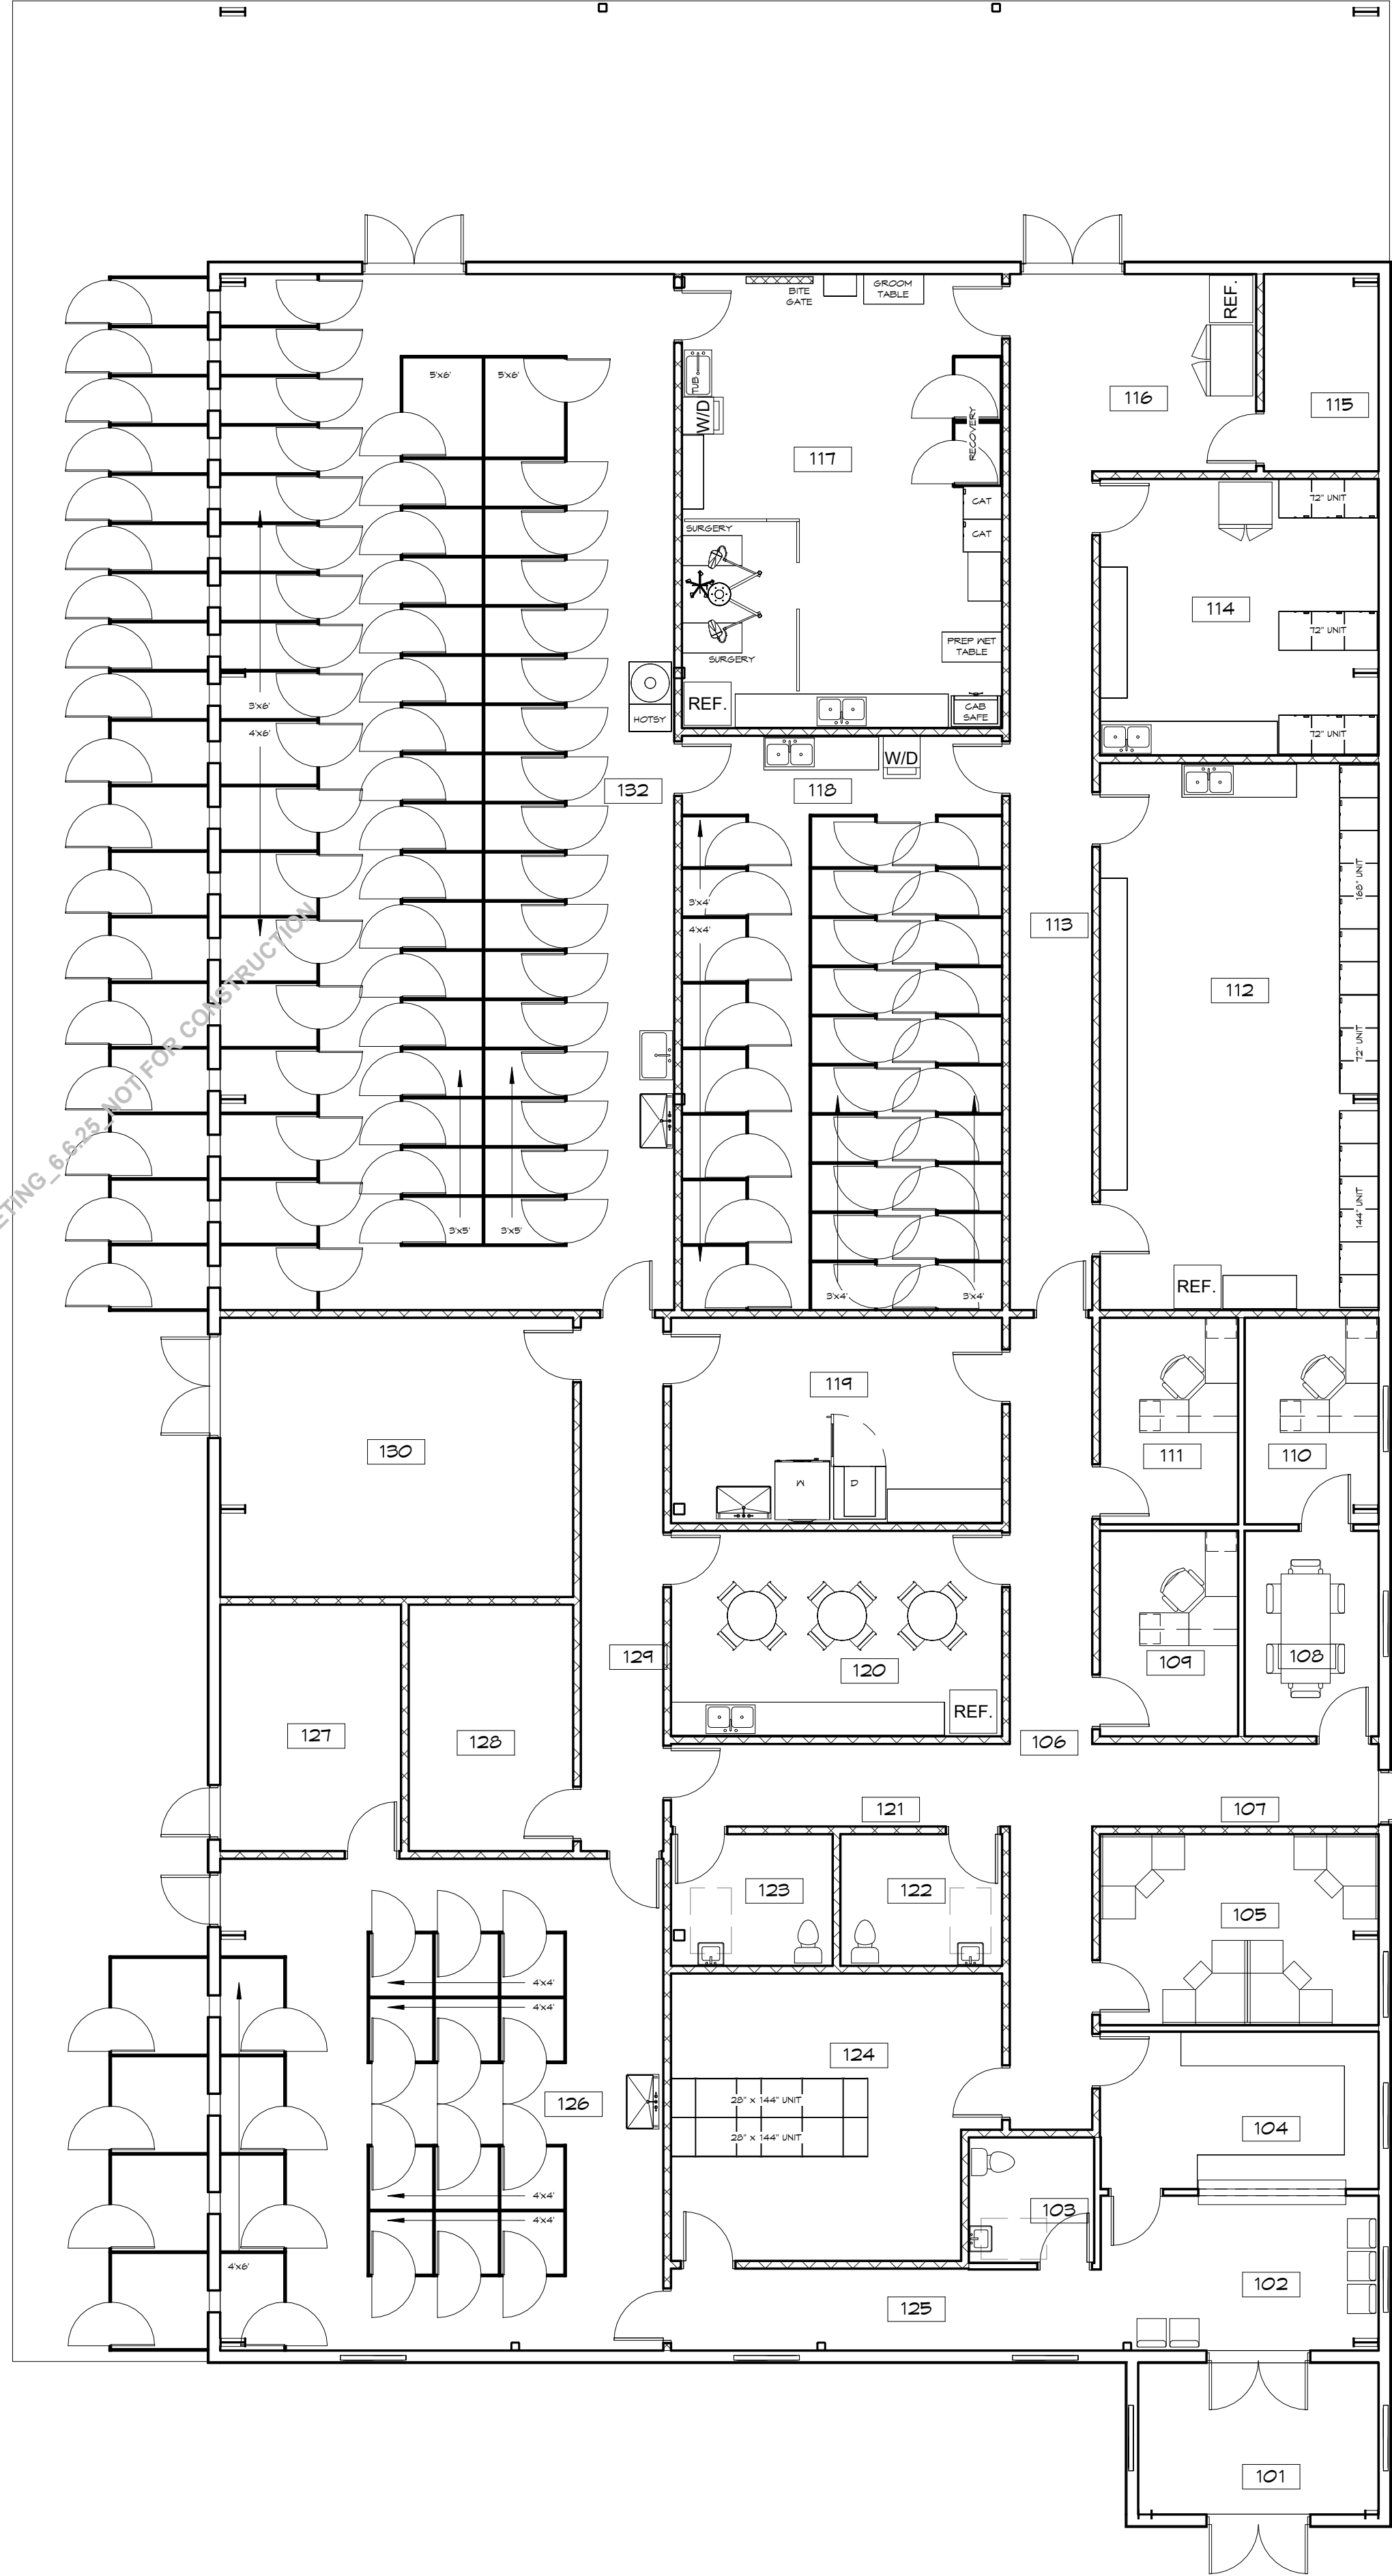 BITE
GATE
GROOM
TABLE
REF.
5'x6'
5'x6'
TUB
W/D
RECOVERY
116
115
117
CAT
CAT
72" UNIT
SURGERY
114
72" UNIT
PREP WET
TABLE
SURGERY
3'x6'
4'x6'
HOTSY
REF.
CAB
SAFE
72" UNIT
W/D
132
118
168" UNIT
3'x4'
4'x4'
113
112
72" UNIT
ETING_6.6.25_NOT FOR CONSTRUCTION
3'x5'
3'x5'
144" UNIT
REF.
3'x4'
3'x4'
119
130
111
110
W
D
129
120
109
108
REF.
127
128
106
121
107
123
122
105
4'x4'
4'x4'
126
124
28" x 144" UNIT
28" x 144" UNIT
104
4'x4'
4'x4'
103
4'x6'
102
125
101